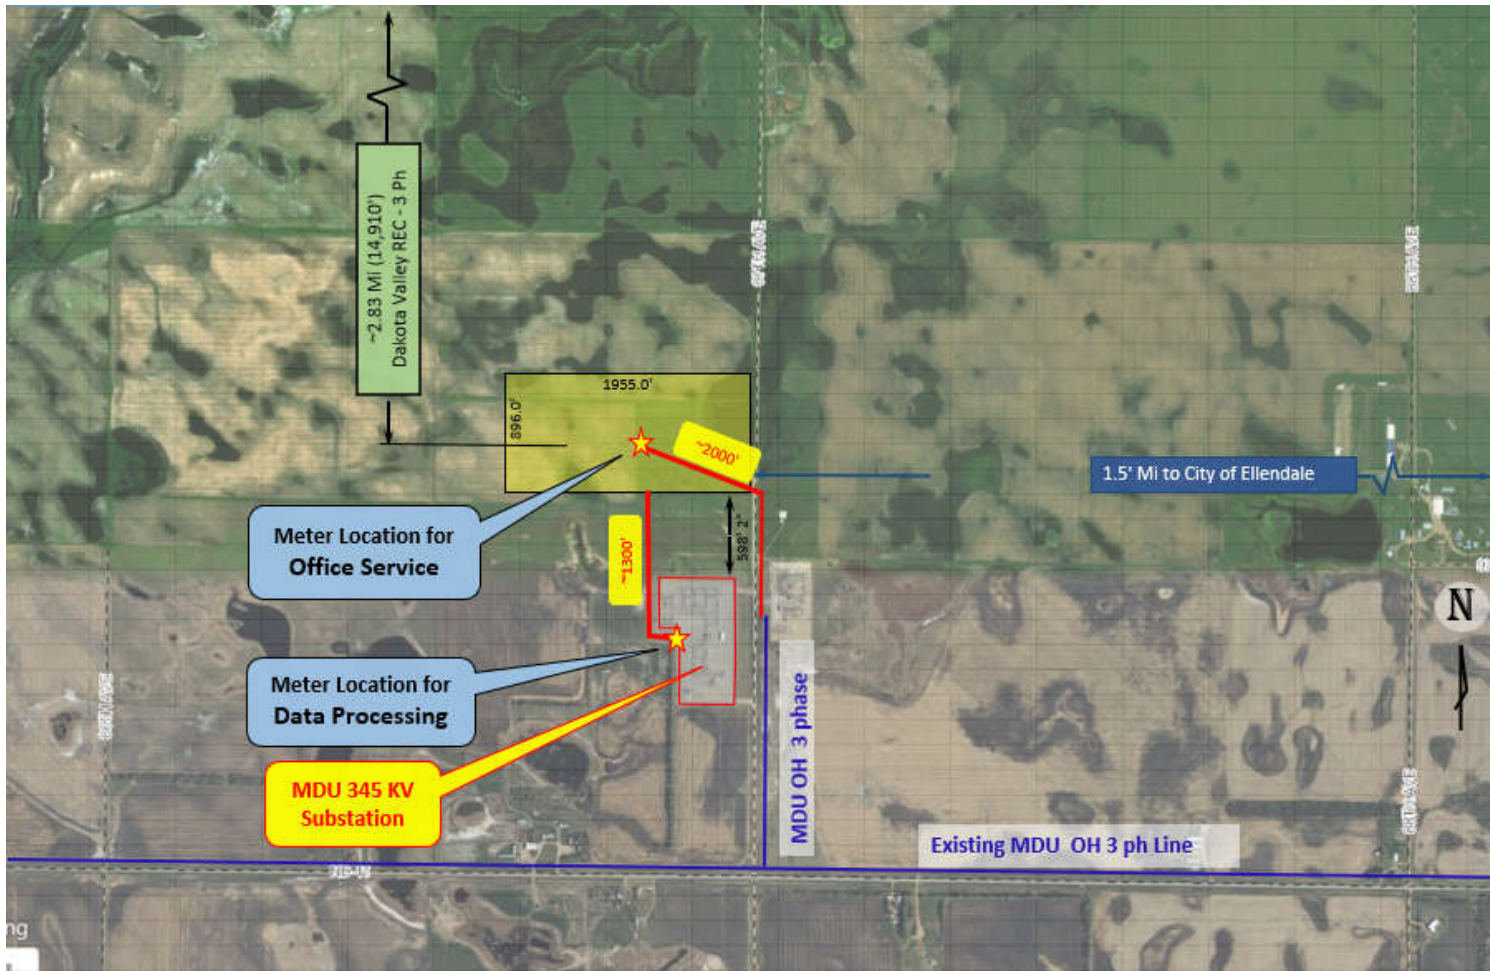 ~2.83 Mi (14,910')
Dakota Valley REC - 3 Ph
1955.0'
896.0'
~2000'
1.5' Mi to City of Ellendale
Meter Location for
Office Service
~1300'
598' 2"
N
Meter Location for
Data Processing
MDU OH 3 phase
MDU 345 KV
Substation
Existing MDU OH 3 ph Line
ng